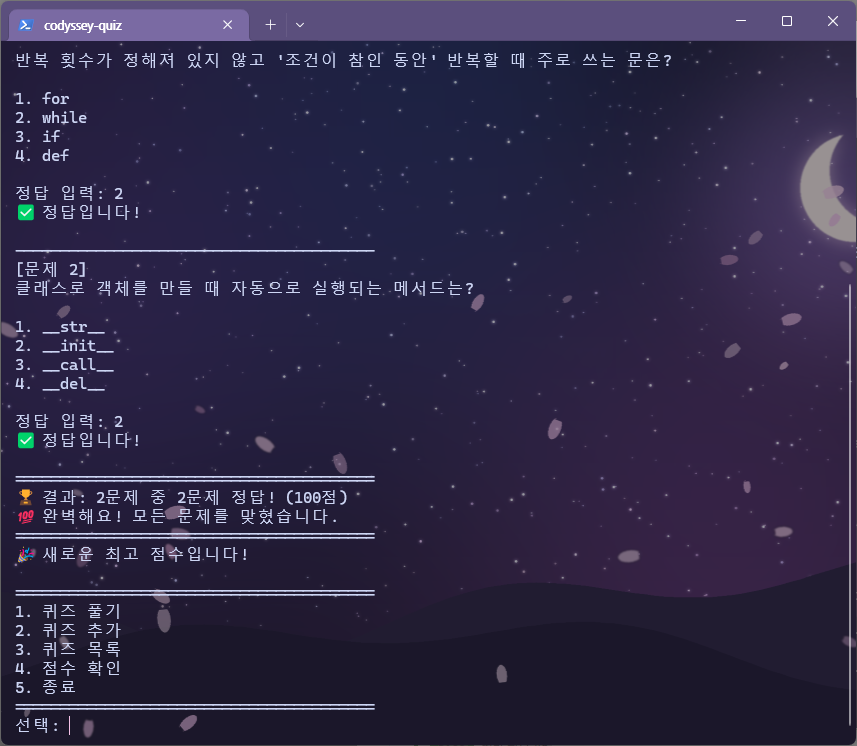 codyssey-quiz
반복 횟수가 정해져 있지 않고 '조건이 참인 동안' 반복할 때 주로 쓰는 문은?
1. for
2. while
3. if
4. def
정답 입력: 2
✅ 정답입니다!
────────────────────────────────────────
[문제 2]
클래스로 객체를 만들 때 자동으로 실행되는 메서드는?
1. __str__
2. __init__
3. __call__
4. __del__
정답 입력: 2
✅ 정답입니다!
========================================
🏆 결과: 2문제 중 2문제 정답! (100점)
💯 완벽해요! 모든 문제를 맞혔습니다.
========================================
🎉 새로운 최고 점수입니다!
========================================
1. 퀴즈 풀기
2. 퀴즈 추가
3. 퀴즈 목록
4. 점수 확인
5. 종료
========================================
선택: